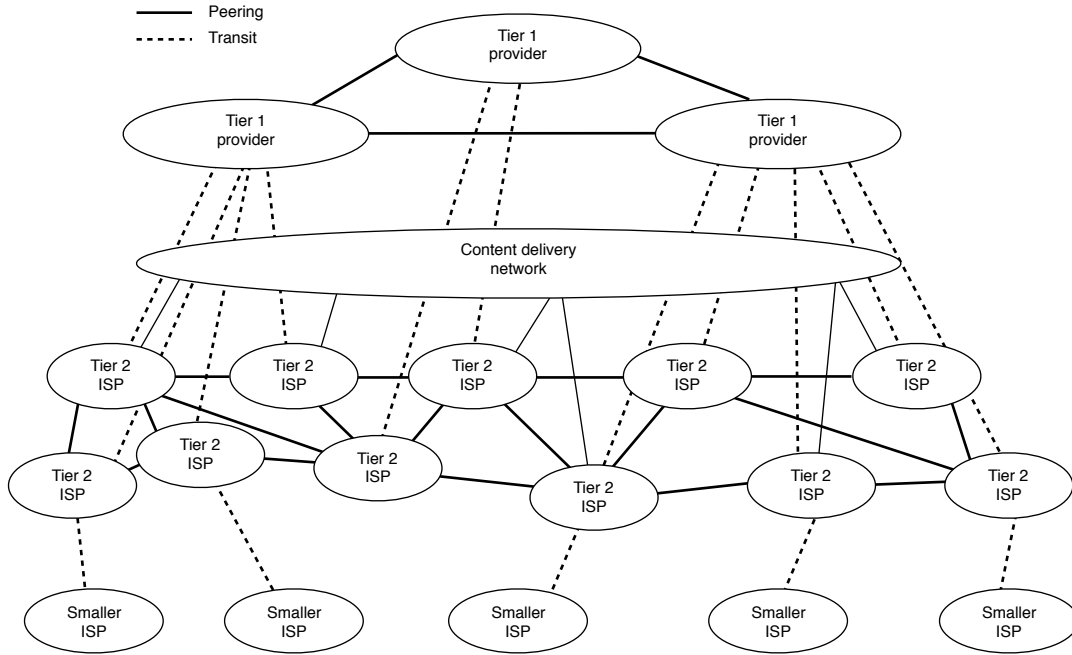 Peering
Transit
Tier 1
provider
Tier 1
provider
Tier 1
provider
Content delivery
network
Tier 2
ISP
Tier 2
ISP
Tier 2
ISP
Tier 2
ISP
Tier 2
ISP
Tier 2
ISP
Tier 2
ISP
Tier 2
ISP
Tier 2
ISP
Tier 2
ISP
Tier 2
ISP
Smaller
ISP
Smaller
ISP
Smaller
ISP
Smaller
ISP
Smaller
ISP